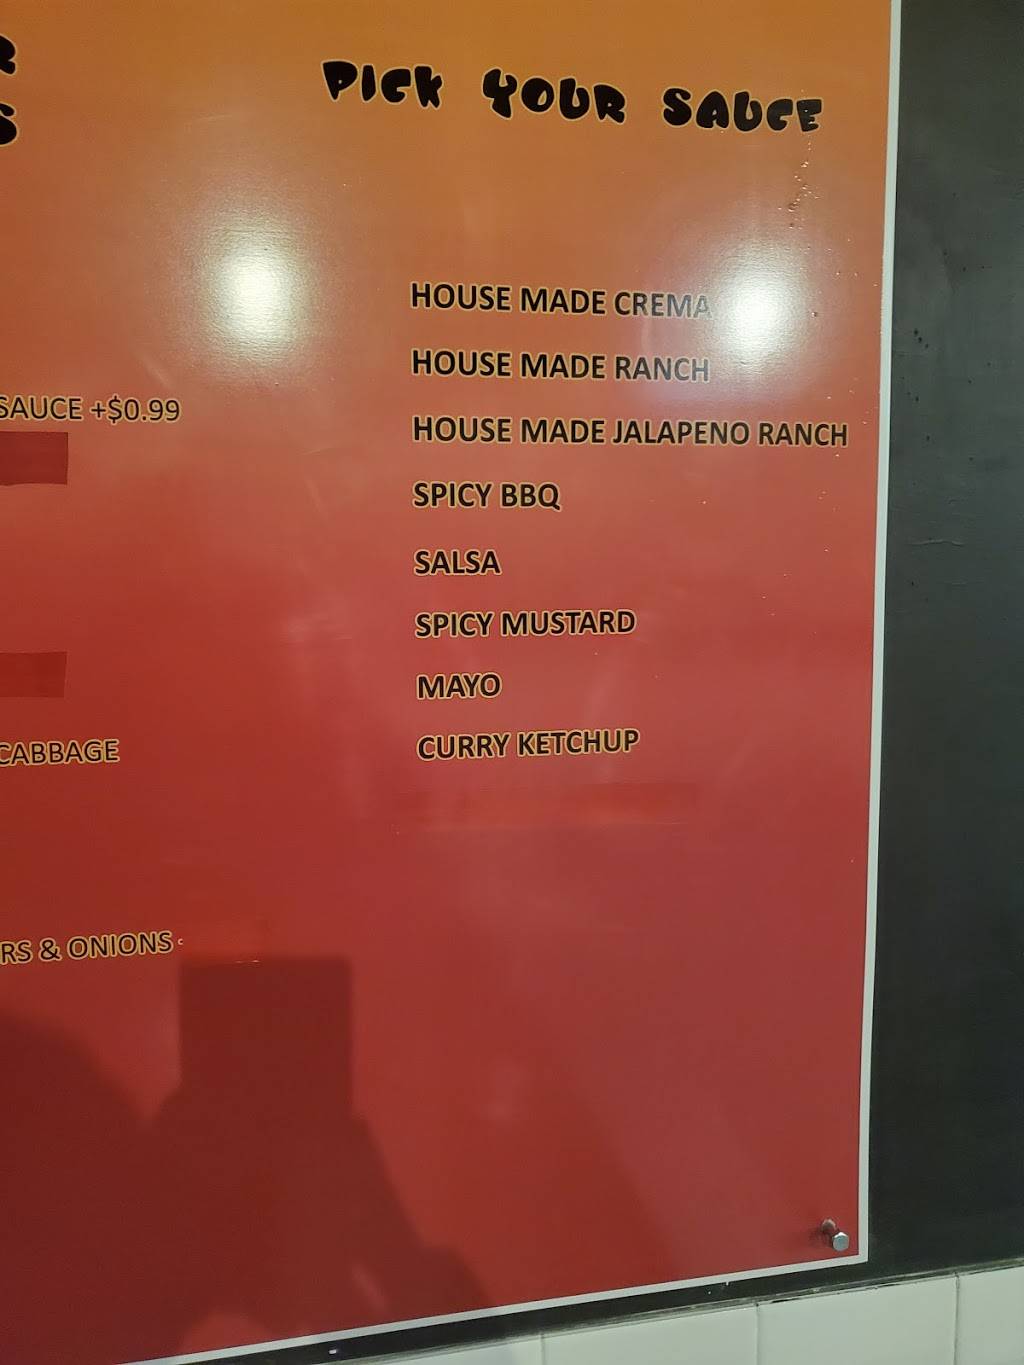 PICK YOUR SAUCE
HOUSE MADE CREMA
HOUSE MADE RANCH
HOUSE MADE JALAPENO RANCH
SPICY BBQ
SALSA
SPICY MUSTARD
MAYO
CURRY KETCHUP
SAUCE +$0.99
CABBAGE
& ONIONS